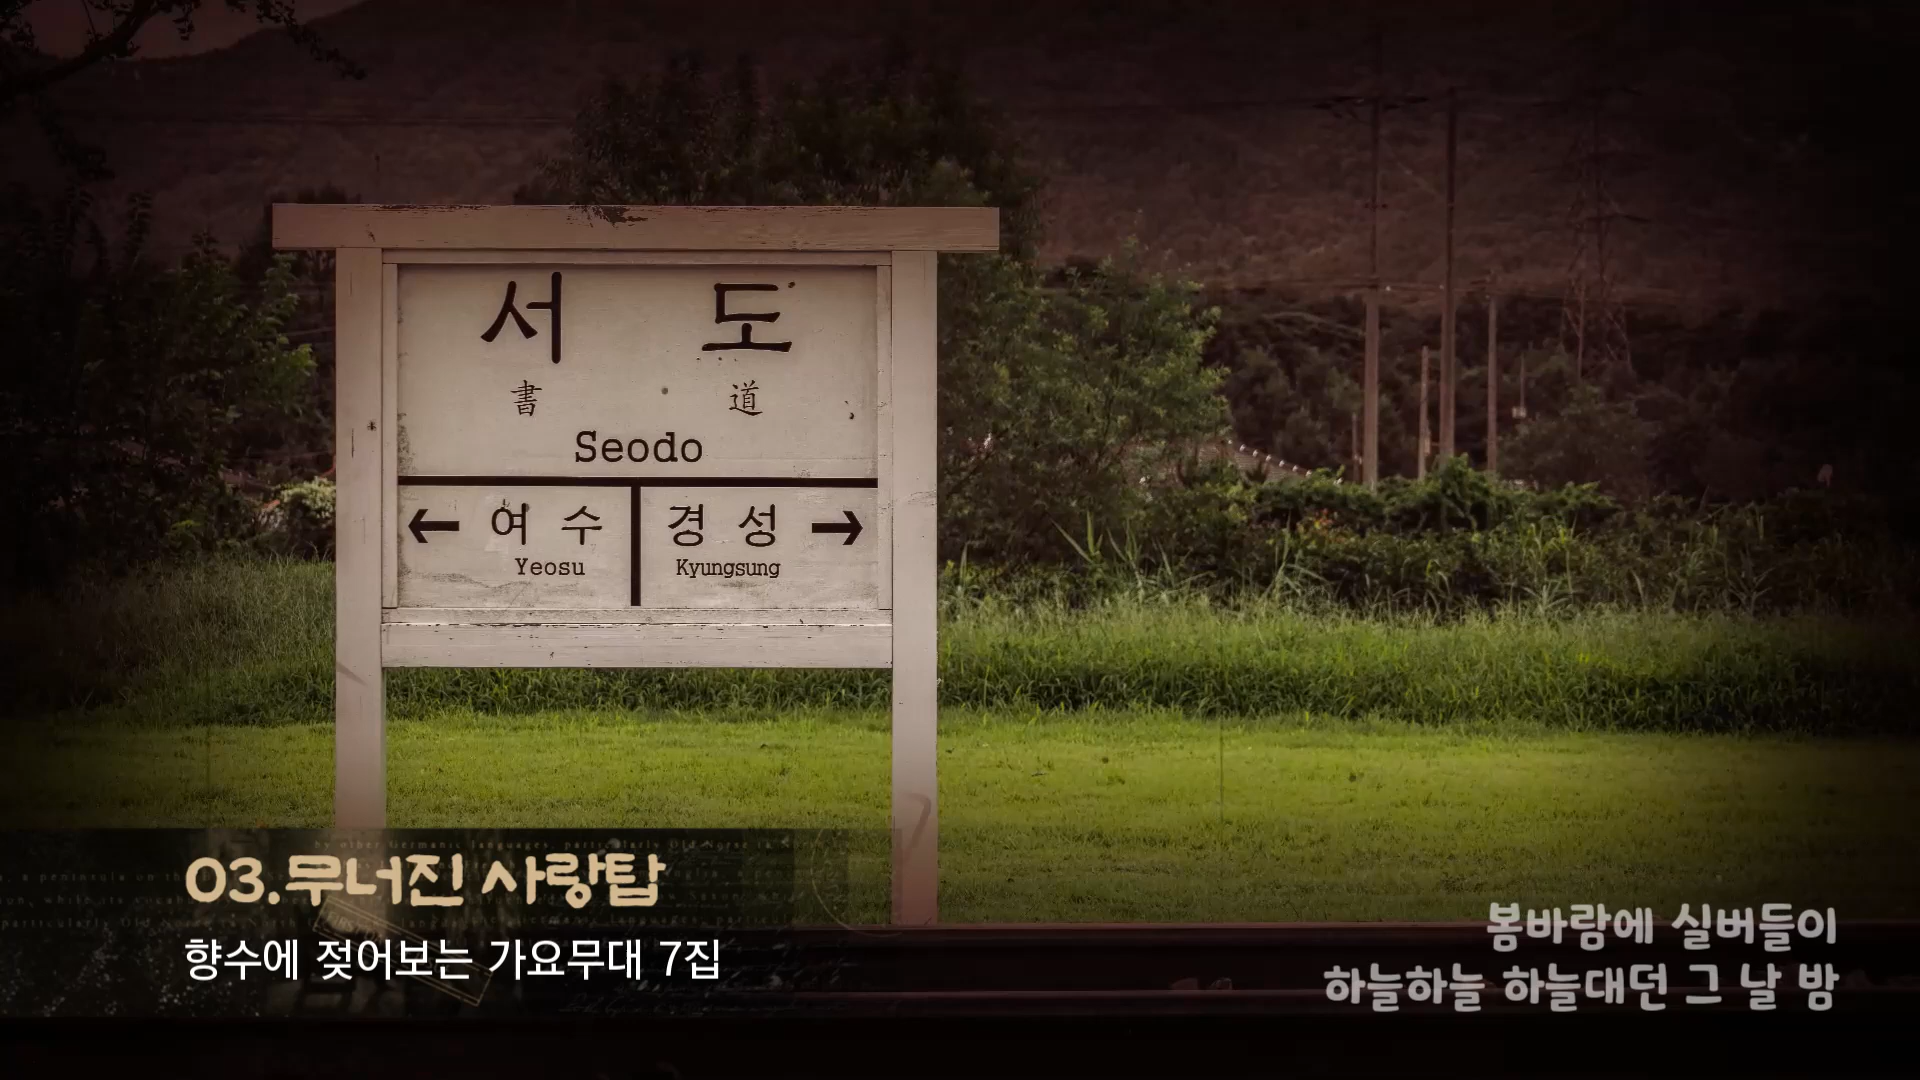 서 도
書 道
Seodo
← 여 수 경 성 →
Yeosu Kyungsung
03.무너진 사랑탑
향수에 젖어보는 가요무대 7집
봄바람에 실버들이
하늘하늘 하늘대던 그 날 밤